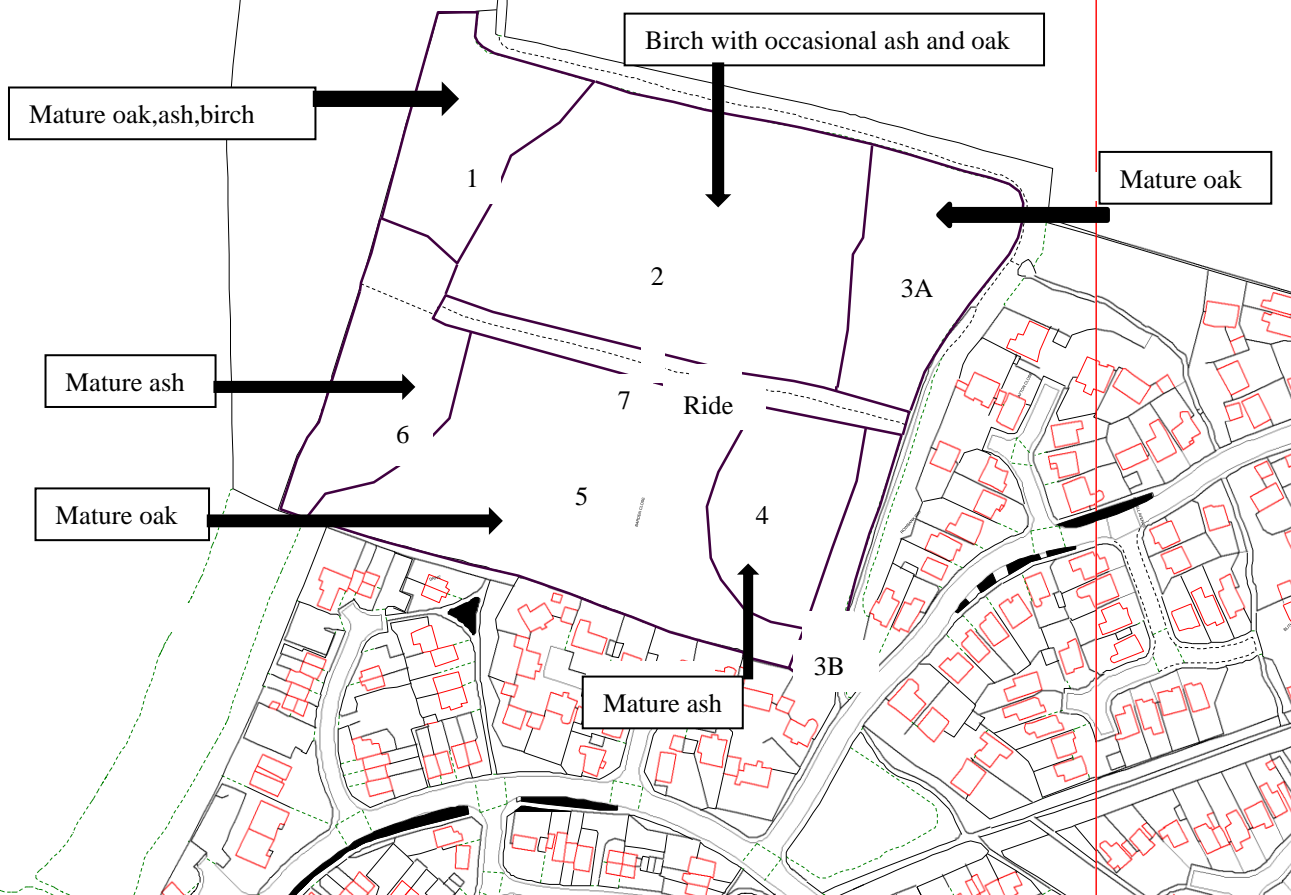 Birch with occasional ash and oak
Mature oak,ash,birch
Mature oak
1
2
3A
Mature ash
7
Ride
6
5
4
Mature oak
3B
Mature ash